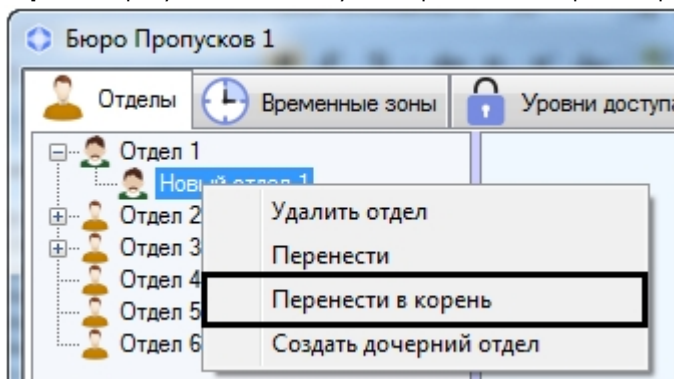 Бюро Пропусков 1
Отделы Временные зоны Уровни доступа
Отдел 1
Новый отдел 1
Отдел 2
Отдел 3
Отдел 4
Отдел 5
Отдел 6
Удалить отдел
Перенести
Перенести в корень
Создать дочерний отдел